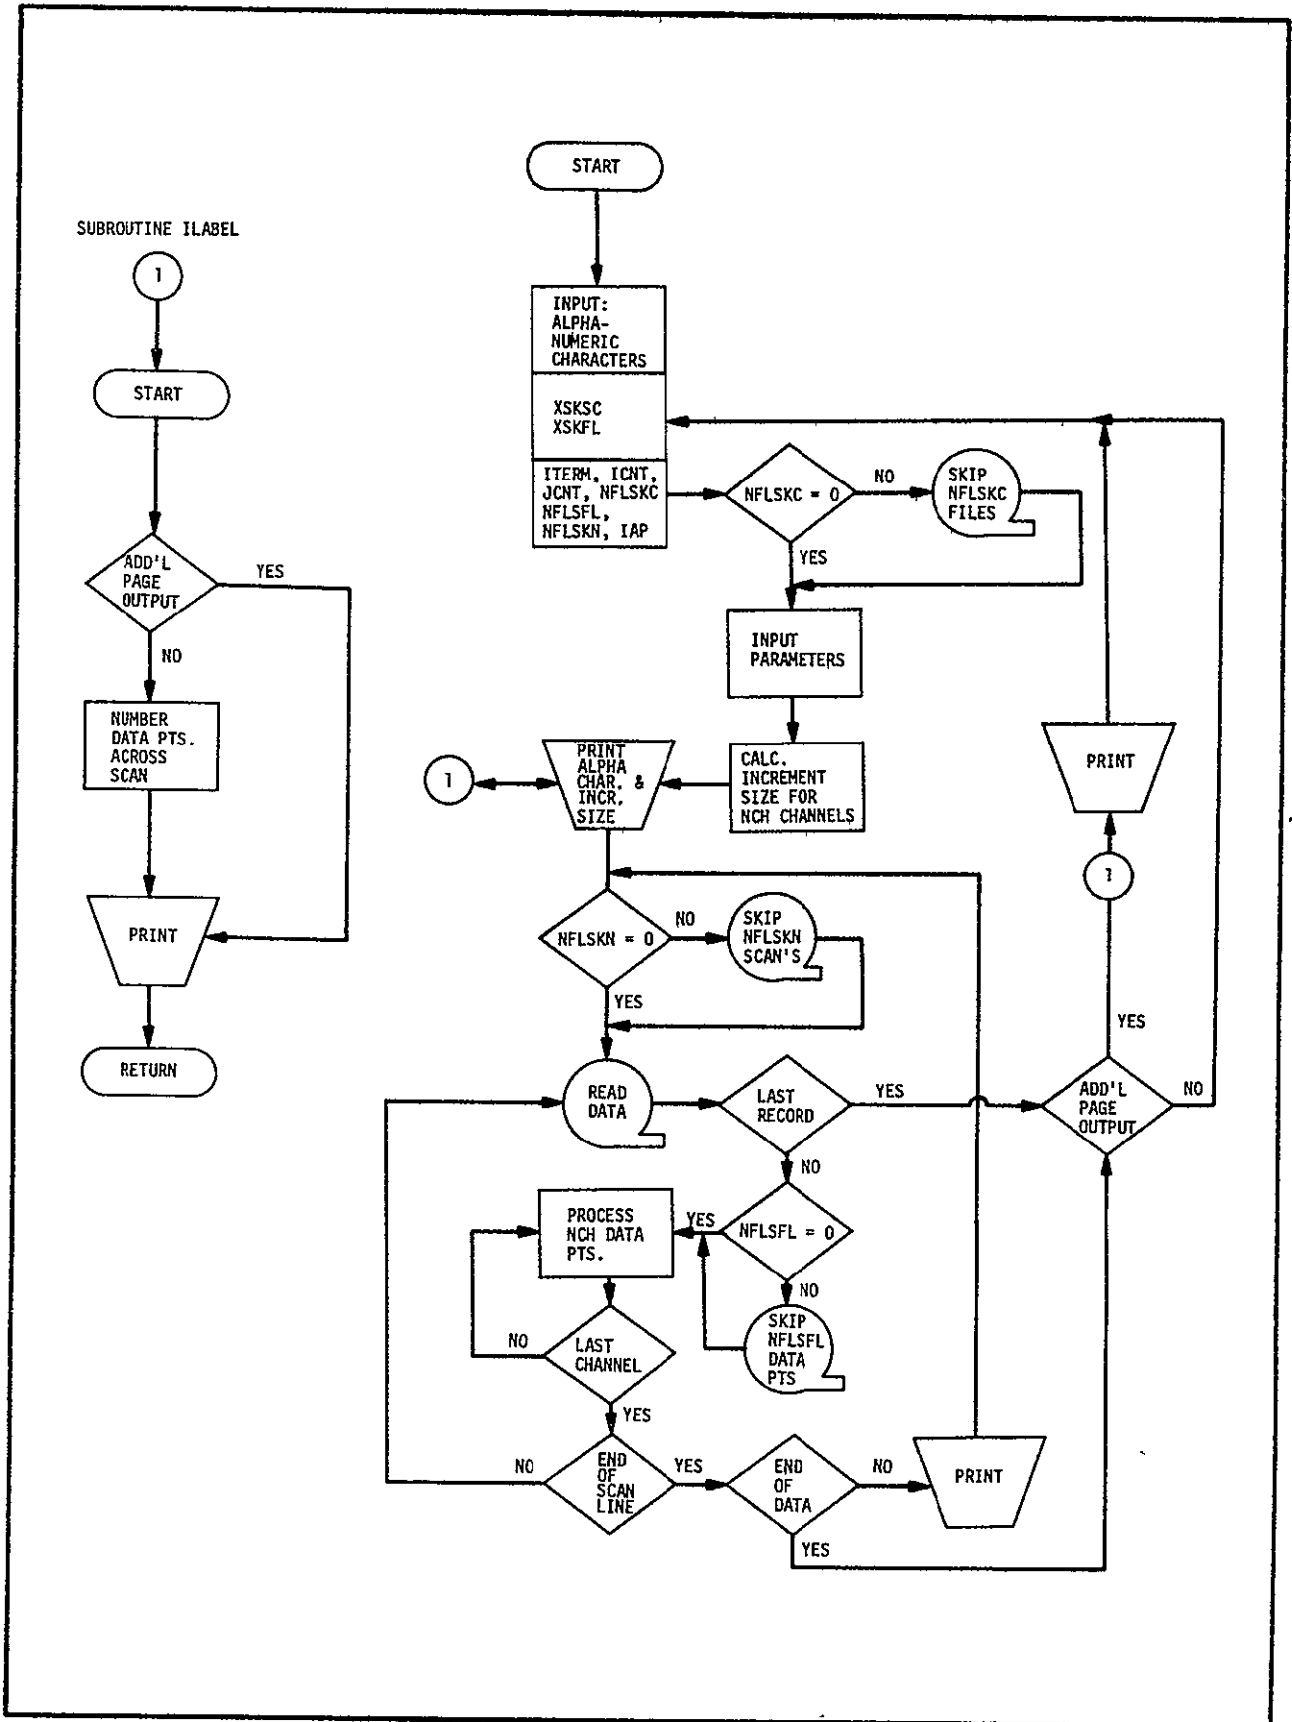 SUBROUTINE ILABEL
1
START
ADD'L
PAGE
OUTPUT
YES
NO
NUMBER
DATA PTS.
ACROSS
SCAN
PRINT
RETURN
START
INPUT:
ALPHA-
NUMERIC
CHARACTERS
XSKSC
XSKFL
ITERM, ICNT,
JCNT, NFLSKC
NFLSFL,
NFLSKN, IAP
NFLSKC = 0
NO
SKIP
NFLSKC
FILES
YES
INPUT
PARAMETERS
CALC.
INCREMENT
SIZE FOR
NCH CHANNELS
PRINT
ALPHA
CHAR. &
INCR.
SIZE
1
NFLSKN = 0
NO
SKIP
NFLSKN
SCAN'S
YES
READ
DATA
LAST
RECORD
YES
NO
NFLSFL = 0
YES
NO
SKIP
NFLSFL
DATA
PTS
PROCESS
NCH DATA
PTS.
LAST
CHANNEL
NO
YES
END
OF
SCAN
LINE
NO
YES
END
OF
DATA
NO
YES
PRINT
ADD'L
PAGE
OUTPUT
YES
NO
1
PRINT